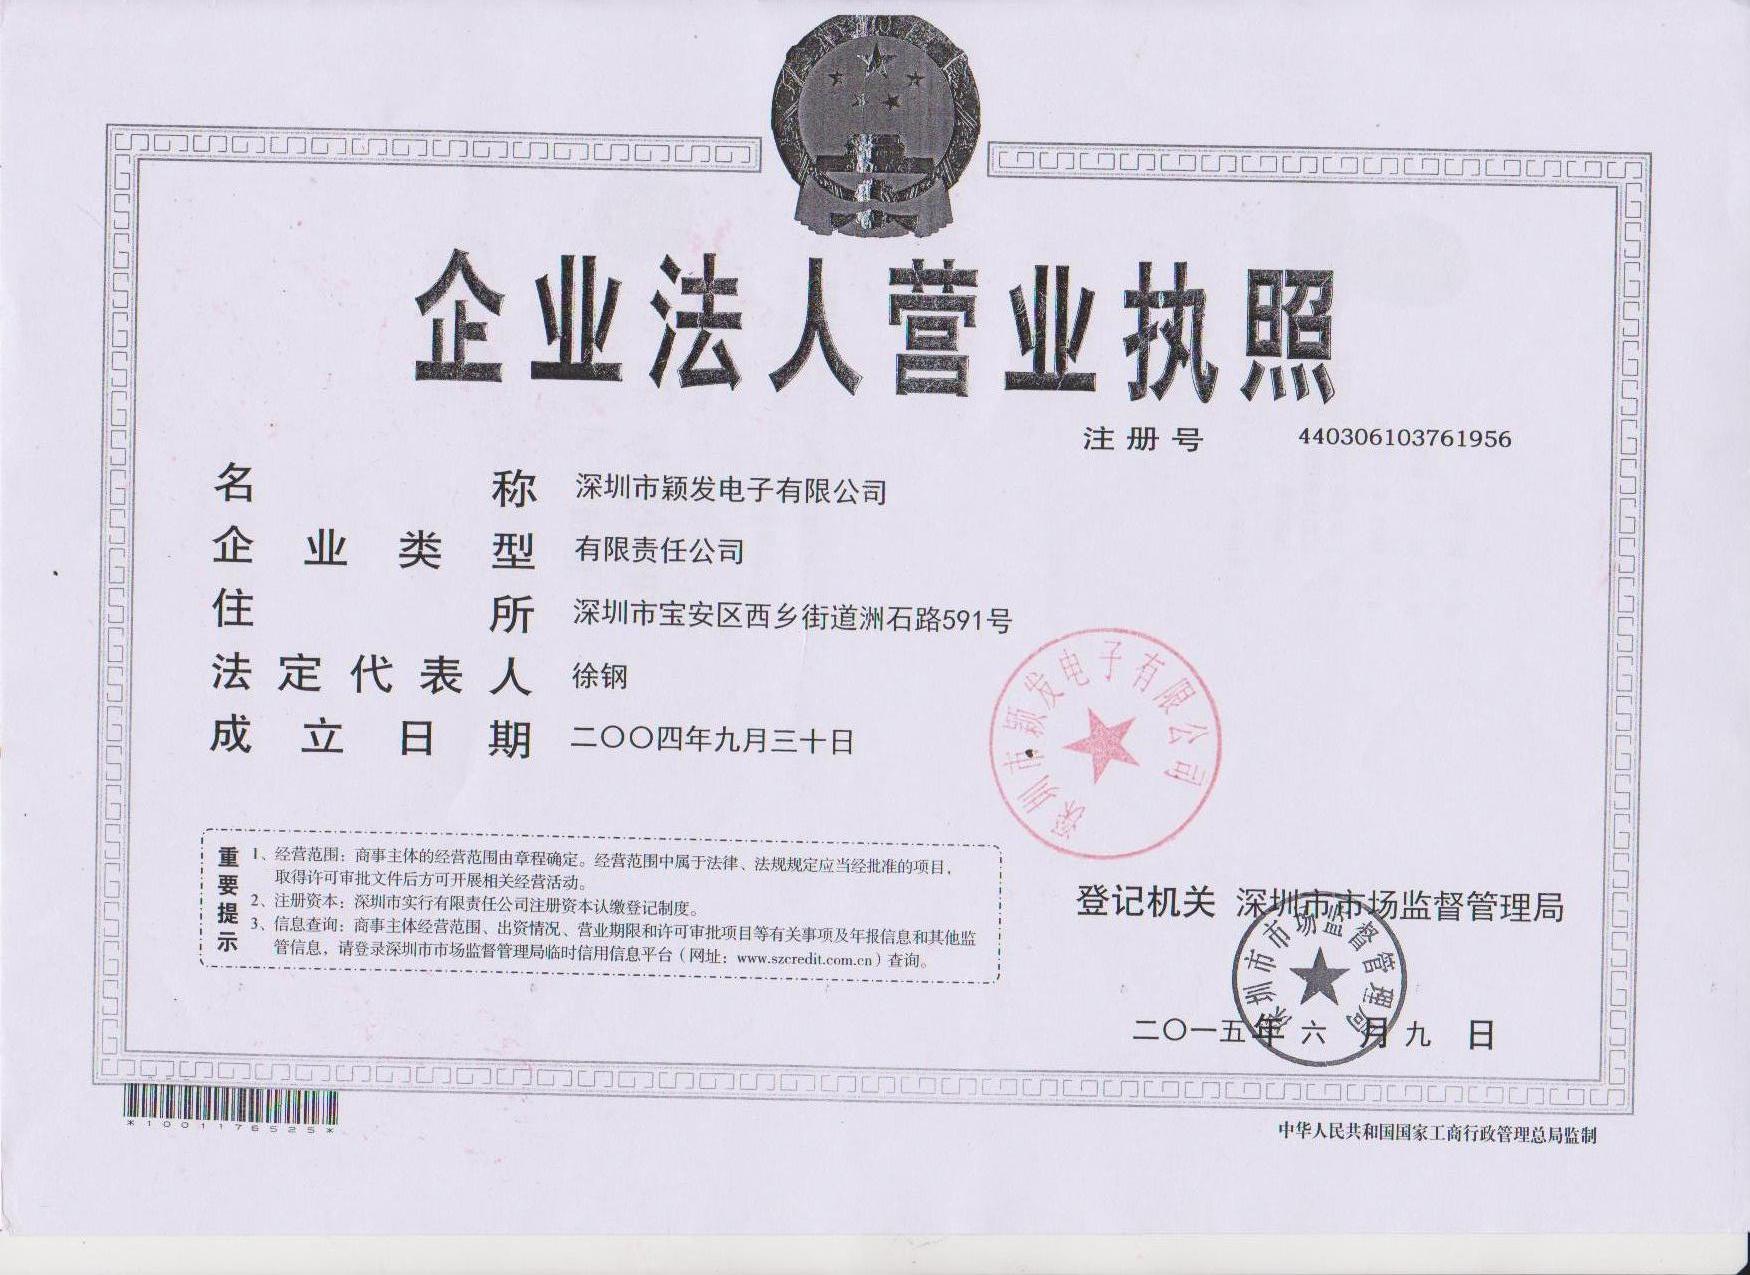 企业法人营业执照
注册号 440306103761956
名称 深圳市颖发电子有限公司
企业类型 有限责任公司
住所 深圳市宝安区西乡街道洲石路591号
法定代表人 徐钢
成立日期 二〇〇四年九月三十日
深圳市颖发电子有限公司
重要提示
1、经营范围：商事主体的经营范围由章程确定。经营范围中属于法律、法规规定应当经批准的项目，
取得许可审批文件后方可开展相关经营活动。
2、注册资本：深圳市实行有限责任公司注册资本认缴登记制度。
3、信息查询：商事主体经营范围、出资情况、营业期限和许可审批项目等有关事项及年报信息和其他监
管信息，请登录深圳市市场监督管理局临时信用信息平台（网址：www.szcredit.com.cn）查询。
登记机关 深圳市市场监督管理局
深圳市市场监督管理局
二〇一五年六月九日
*1001176525*
中华人民共和国国家工商行政管理总局监制